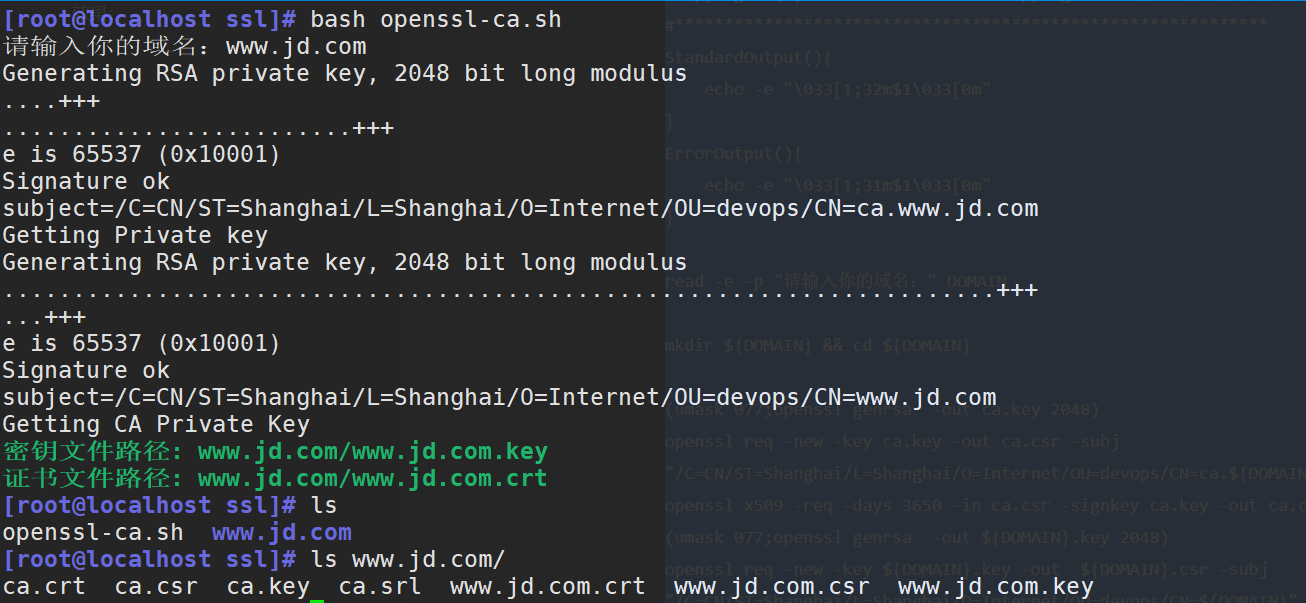 [root@localhost ssl]# bash openssl-ca.sh
请输入你的域名：www.jd.com
Generating RSA private key, 2048 bit long modulus
....+++
.........................+++
e is 65537 (0x10001)
Signature ok
subject=/C=CN/ST=Shanghai/L=Shanghai/O=Internet/OU=devops/CN=ca.www.jd.com
Getting Private key
Generating RSA private key, 2048 bit long modulus
.......................................................................+++
...+++
e is 65537 (0x10001)
Signature ok
subject=/C=CN/ST=Shanghai/L=Shanghai/O=Internet/OU=devops/CN=www.jd.com
Getting CA Private Key
密钥文件路径: www.jd.com/www.jd.com.key
证书文件路径: www.jd.com/www.jd.com.crt
[root@localhost ssl]# ls
openssl-ca.sh www.jd.com
[root@localhost ssl]# ls www.jd.com/
ca.crt ca.csr ca.key ca.srl www.jd.com.crt www.jd.com.csr www.jd.com.key
StandardOutput(){
echo -e "\033[1;32m$1\033[0m"
}
ErrorOutput(){
echo -e "\033[1;31m$1\033[0m"
read -e -p "请输入你的域名：" DOMAIN
mkdir ${DOMAIN} && cd ${DOMAIN}
(umask 077;openssl genrsa -out ca.key 2048)
openssl req -new -key ca.key -out ca.csr -subj
"/C=CN/ST=Shanghai/L=Shanghai/O=Internet/OU=devops/CN=ca.${DOMAIN
openssl x509 -req -days 3650 -in ca.csr -signkey ca.key -out ca.c
(umask 077;openssl genrsa -out ${DOMAIN}.key 2048)
openssl req -new -key ${DOMAIN}.key -out ${DOMAIN}.csr -subj
"/C=CN/ST=Shanghai/L=Shanghai/O=Internet/OU=devops/CN=${DOMAIN}"